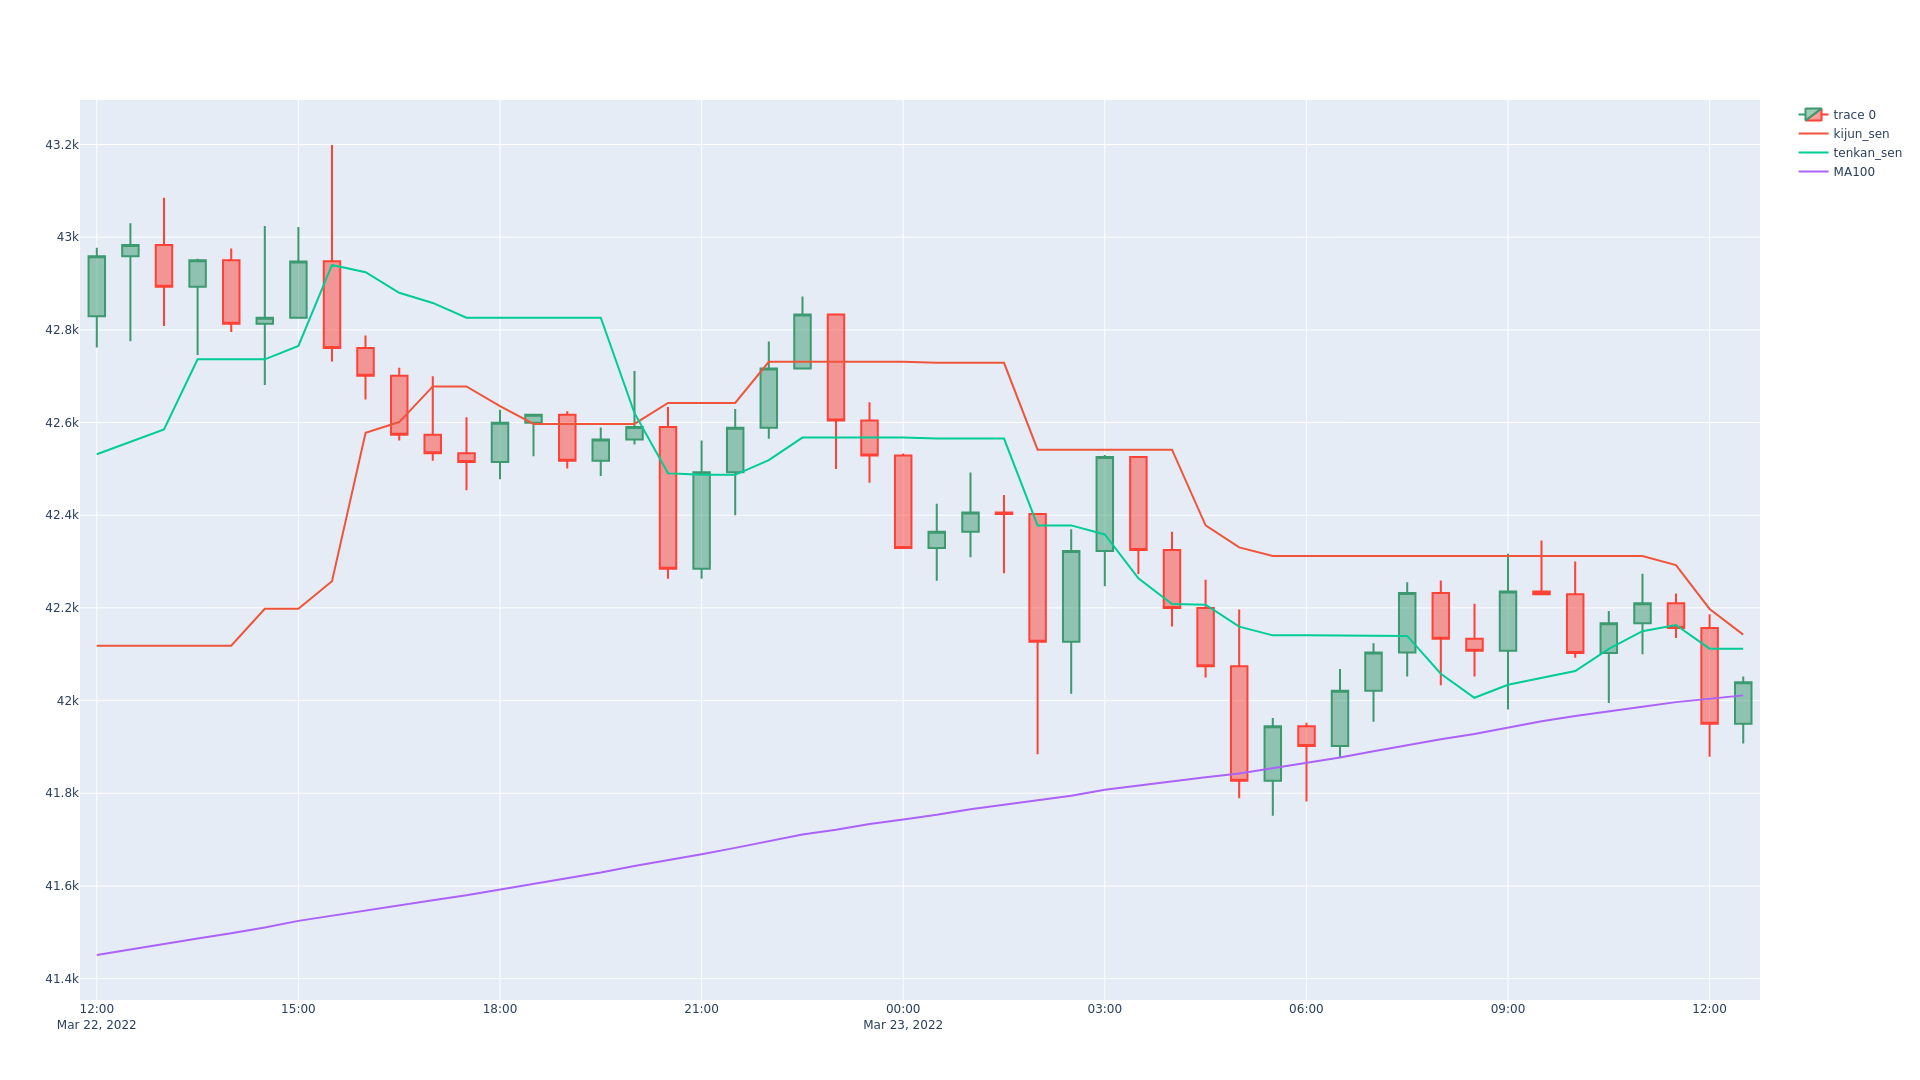 trace 0
kijun_sen
tenkan_sen
MA100
43.2k
43k
42.8k
42.6k
42.4k
42.2k
42k
41.8k
41.6k
41.4k
12:00 15:00 18:00 21:00 00:00 03:00 06:00 09:00 12:00
Mar 22, 2022 Mar 23, 2022